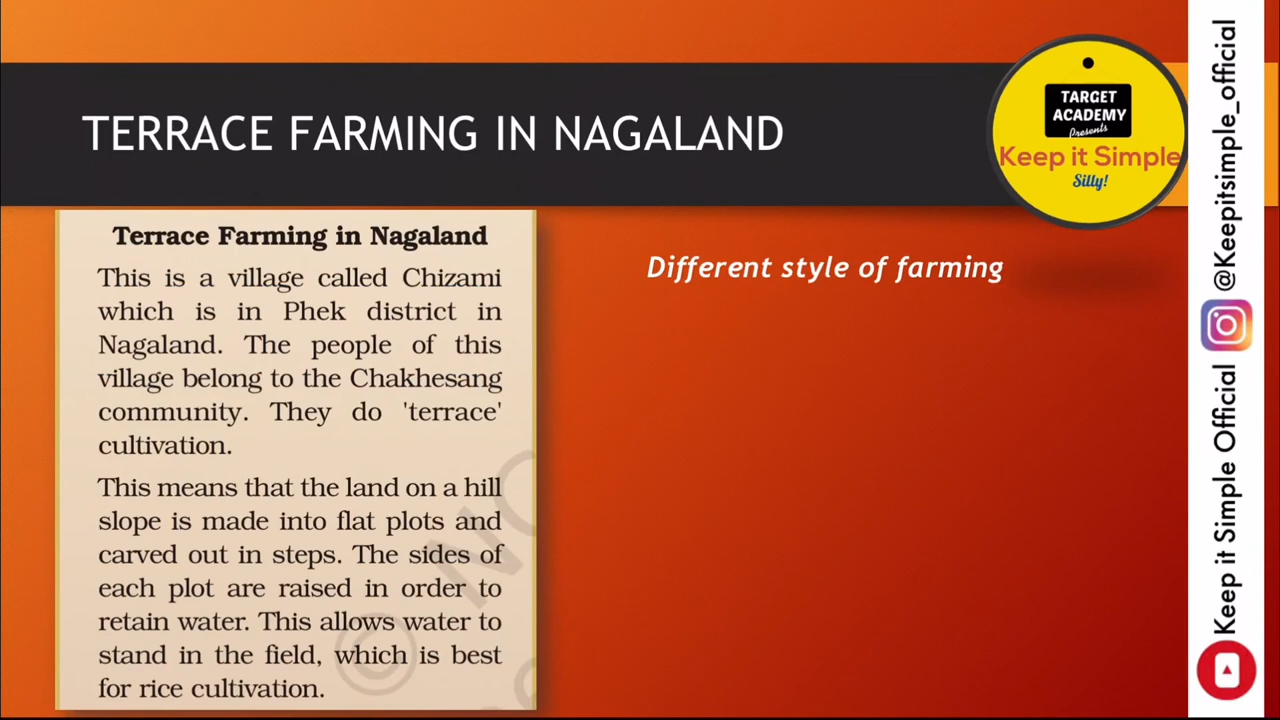 TERRACE FARMING IN NAGALAND
TARGET
ACADEMY
Presents
Keep it Simple
Silly!
Terrace Farming in Nagaland
This is a village called Chizami
which is in Phek district in
Nagaland. The people of this
village belong to the Chakhesang
community. They do 'terrace'
cultivation.
This means that the land on a hill
slope is made into flat plots and
carved out in steps. The sides of
each plot are raised in order to
retain water. This allows water to
stand in the field, which is best
for rice cultivation.
Different style of farming
@Keepitsimple_official
Keep it Simple Official